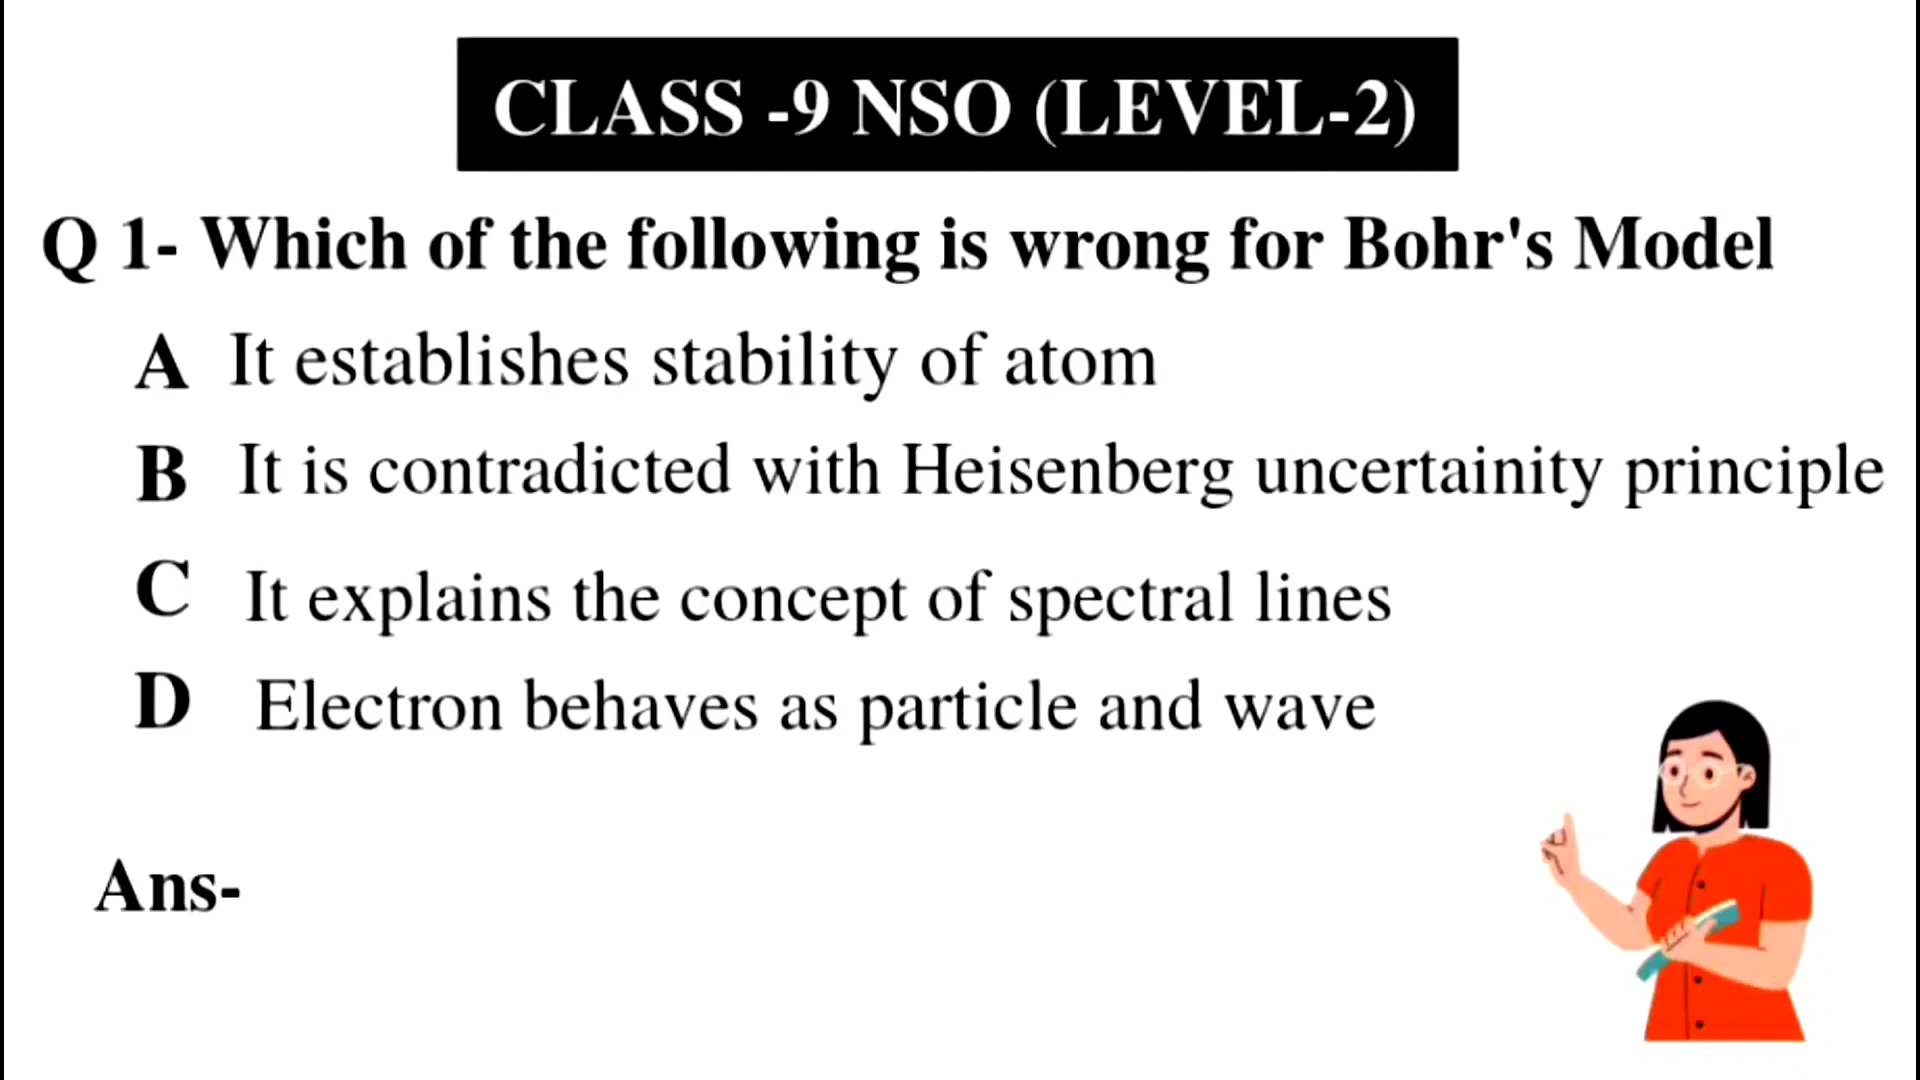 CLASS -9 NSO (LEVEL-2)
Q 1- Which of the following is wrong for Bohr's Model
A It establishes stability of atom
B It is contradicted with Heisenberg uncertainity principle
C It explains the concept of spectral lines
D Electron behaves as particle and wave
Ans-